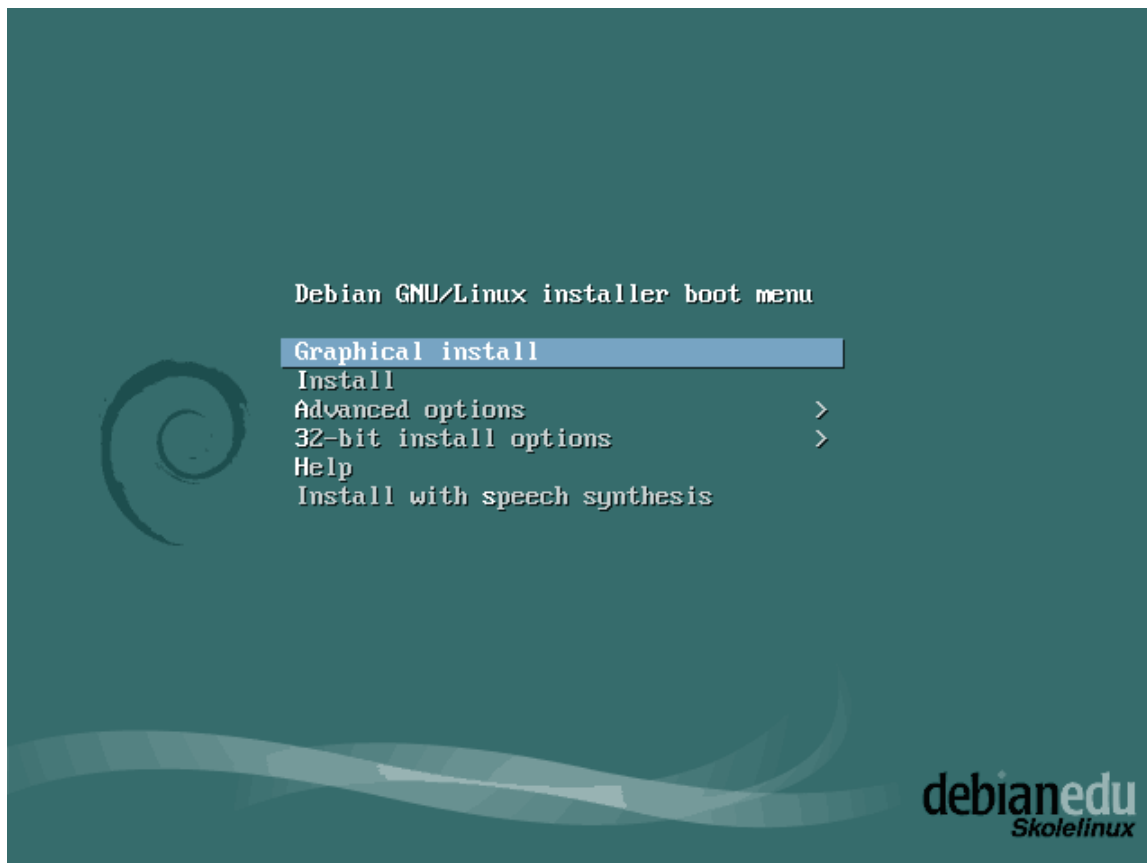 Debian GNU/Linux installer boot menu
Graphical install
Install
Advanced options >
32-bit install options >
Help
Install with speech synthesis
debianedu
Skolelinux